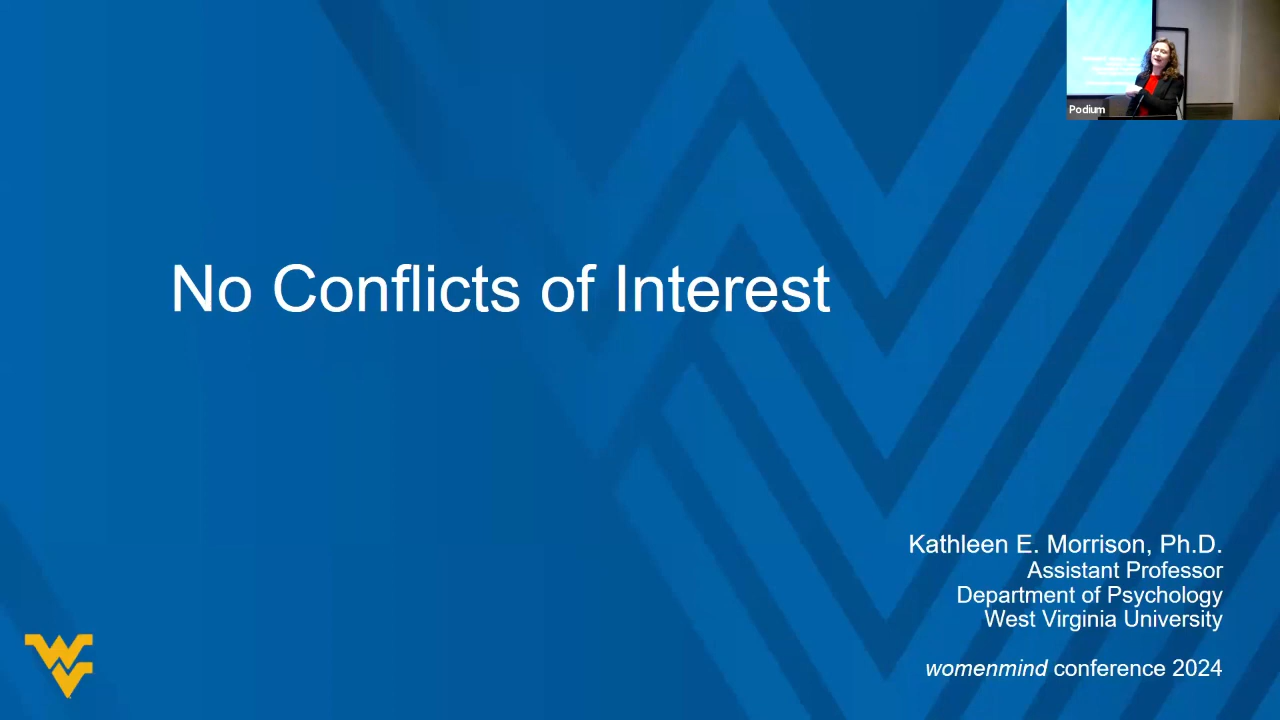 Podium
No Conflicts of Interest
Kathleen E. Morrison, Ph.D.
Assistant Professor
Department of Psychology
West Virginia University
womenmind conference 2024
WV